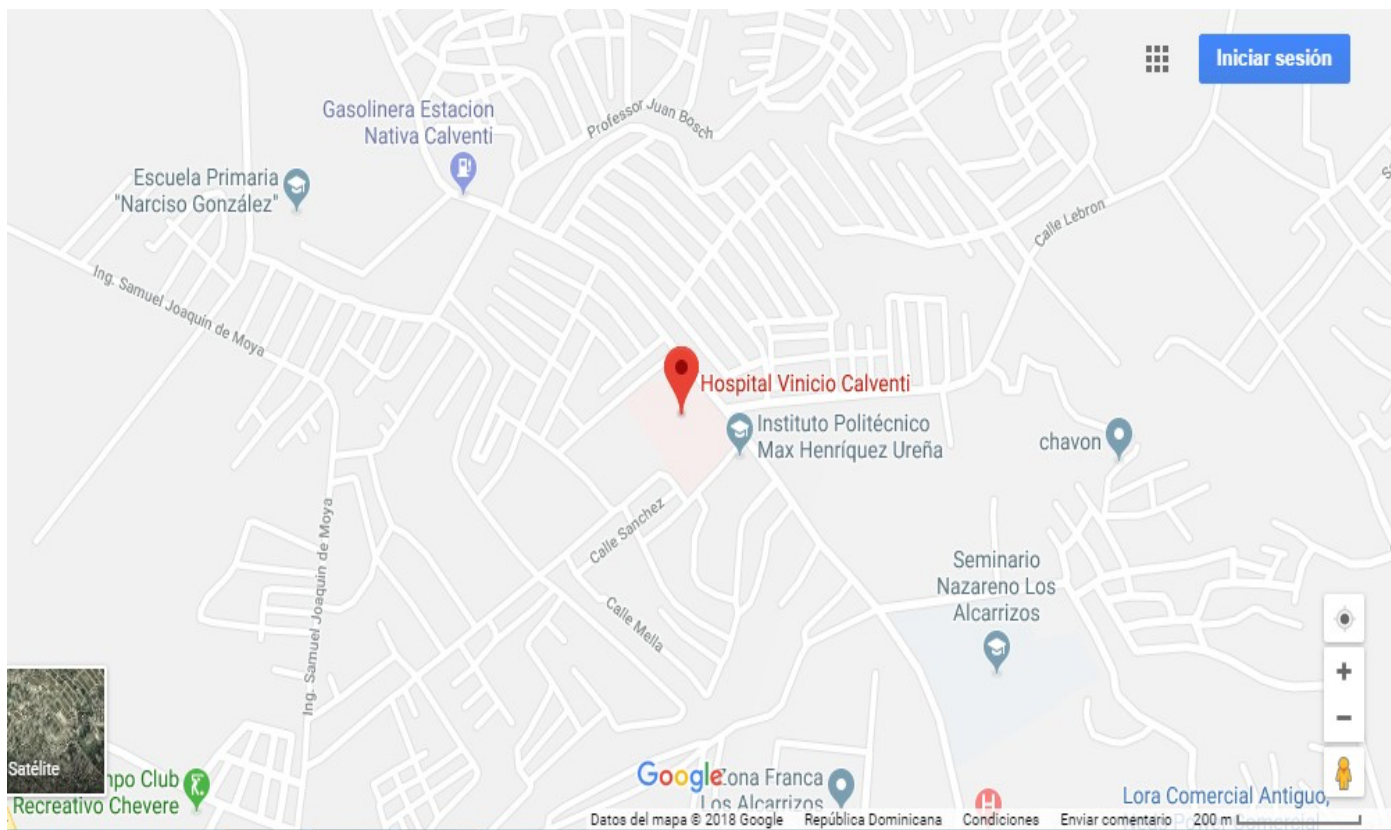 Iniciar sesión
Gasolinera Estacion
Nativa Calventi
Professor Juan Bosch
Escuela Primaria
"Narciso González"
Calle Lebron
Ing. Samuel Joaquin de Moya
Hospital Vinicio Calventi
Instituto Politécnico
Max Henríquez Ureña
chavon
Calle Sanchez
Ing. Samuel Joaquin de Moya
Seminario
Nazareno Los
Alcarrizos
Calle Mella
Satélite
Club
Recreativo Chevere
Google
Zona Franca
Los Alcarrizos
H
Lora Comercial Antiguo,
Datos del mapa © 2018 Google República Dominicana Condiciones Enviar comentario 200 m